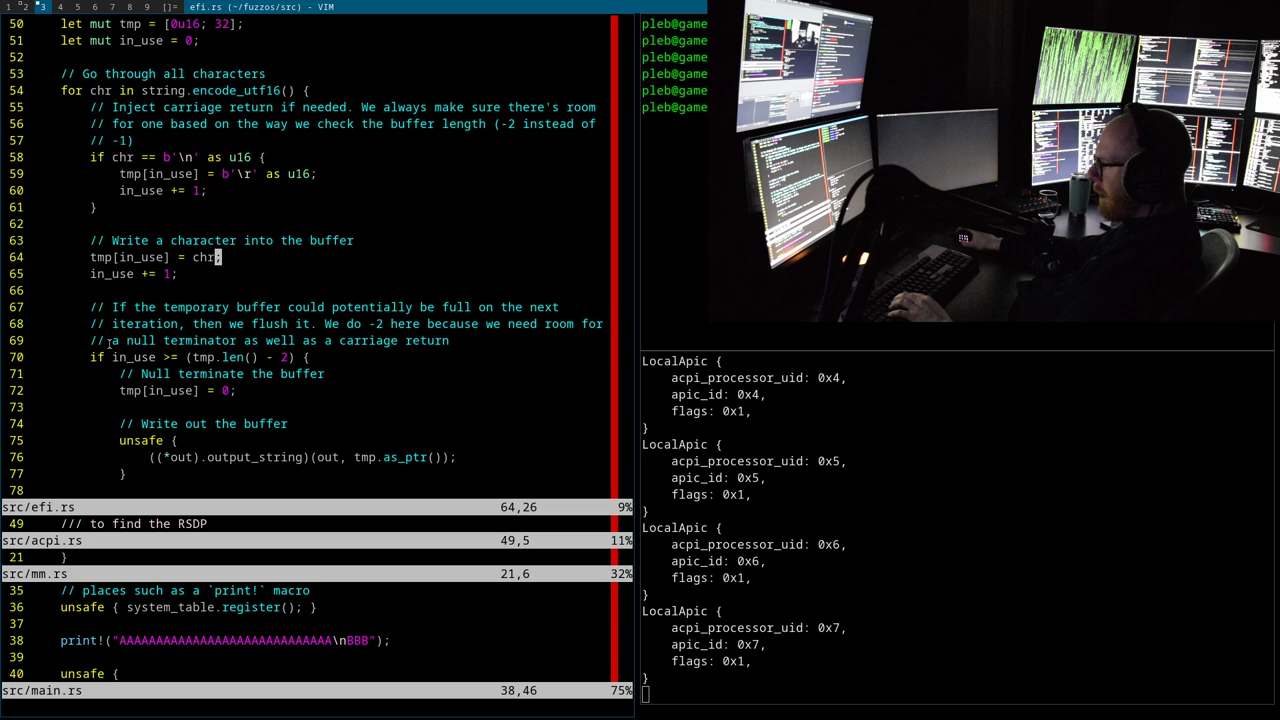 1 2 3 4 5 6 7 8 9 []= efi.rs (~/fuzzos/src) - VIM
50 let mut tmp = [0u16; 32];
51 let mut in_use = 0;
52
53 // Go through all characters
54 for chr in string.encode_utf16() {
55 // Inject carriage return if needed. We always make sure there's room
56 // for one based on the way we check the buffer length (-2 instead of
57 // -1)
58 if chr == b'\n' as u16 {
59 tmp[in_use] = b'\r' as u16;
60 in_use += 1;
61 }
62
63 // Write a character into the buffer
64 tmp[in_use] = chr;
65 in_use += 1;
66
67 // If the temporary buffer could potentially be full on the next
68 // iteration, then we flush it. We do -2 here because we need room for
69 // a null terminator as well as a carriage return
70 if in_use >= (tmp.len() - 2) {
71 // Null terminate the buffer
72 tmp[in_use] = 0;
73
74 // Write out the buffer
75 unsafe {
76 ((*out).output_string)(out, tmp.as_ptr());
77 }
78
src/efi.rs 64,26 9%
49 /// to find the RSDP
src/acpi.rs 49,5 11%
21 }
src/mm.rs 21,6 32%
35 // places such as a `print!` macro
36 unsafe { system_table.register(); }
37
38 print!("AAAAAAAAAAAAAAAAAAAAAAAAAAAAA\nBBB");
39
40 unsafe {
src/main.rs 38,46 75%
pleb@game
pleb@game
pleb@game
pleb@game
pleb@game
pleb@game
LocalApic {
acpi_processor_uid: 0x4,
apic_id: 0x4,
flags: 0x1,
}
LocalApic {
acpi_processor_uid: 0x5,
apic_id: 0x5,
flags: 0x1,
}
LocalApic {
acpi_processor_uid: 0x6,
apic_id: 0x6,
flags: 0x1,
}
LocalApic {
acpi_processor_uid: 0x7,
apic_id: 0x7,
flags: 0x1,
}